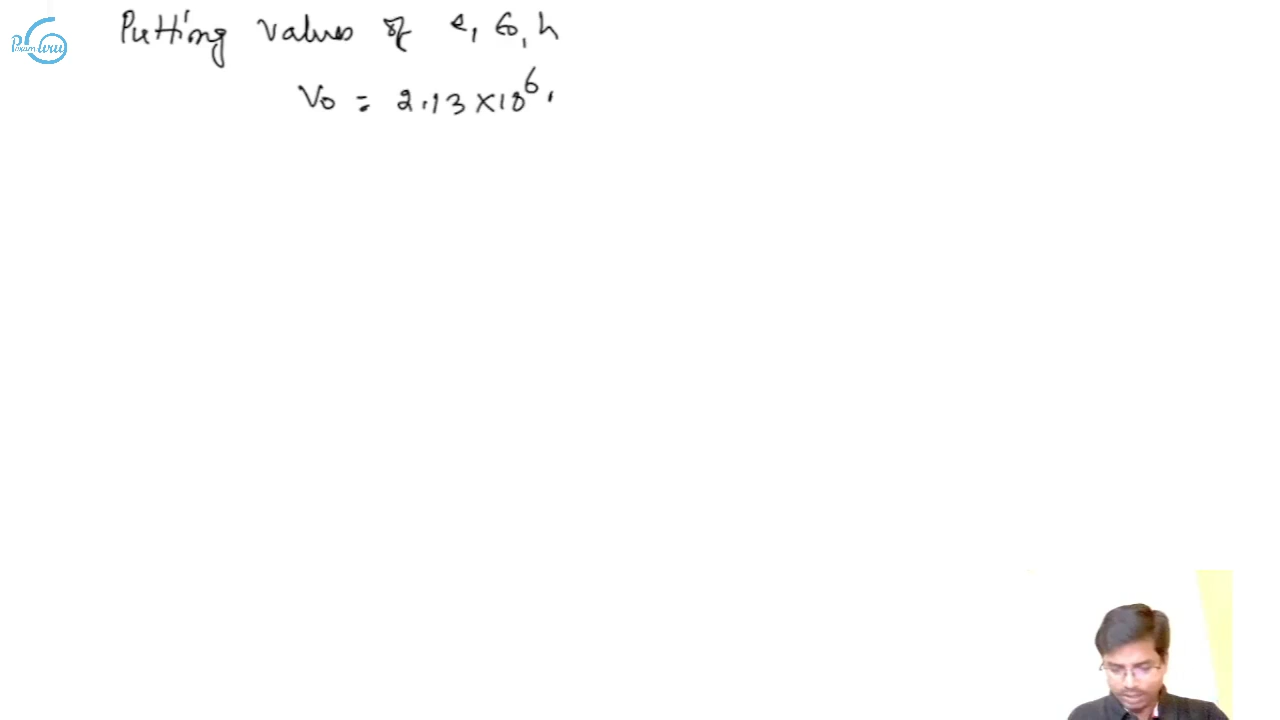 Putting values of e, ε0, h
V0 = 2.13 × 10^6 .